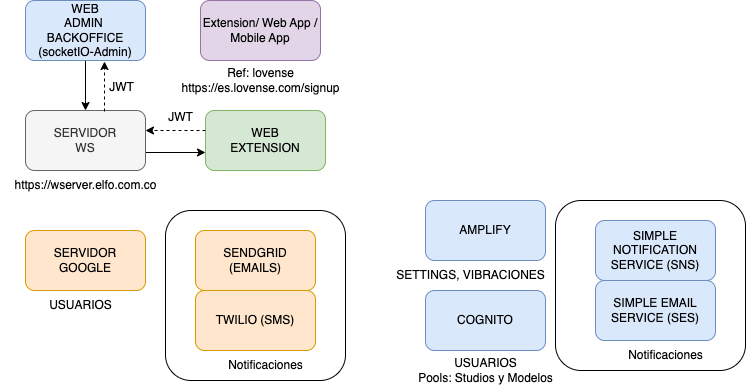 WEB
ADMIN
BACKOFFICE
(socketIO-Admin)
Extension/ Web App /
Mobile App
Ref: lovense
https://es.lovense.com/signup
JWT
JWT
SERVIDOR
WS
WEB
EXTENSION
https://wserver.elfo.com.co
SERVIDOR
GOOGLE
USUARIOS
SENDGRID
(EMAILS)
TWILIO (SMS)
Notificaciones
AMPLIFY
SETTINGS, VIBRACIONES
COGNITO
USUARIOS
Pools: Studios y Modelos
SIMPLE
NOTIFICATION
SERVICE (SNS)
SIMPLE EMAIL
SERVICE (SES)
Notificaciones